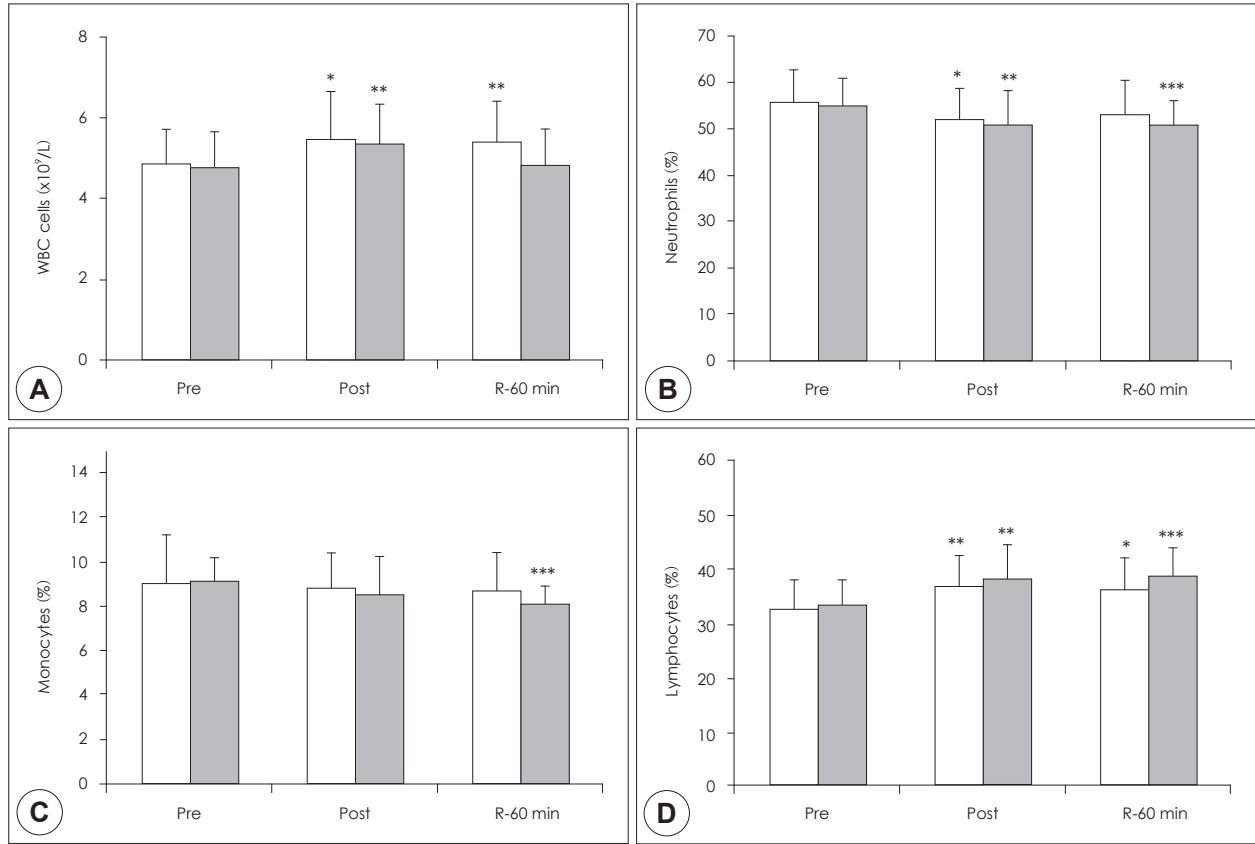 8
6
4
2
0
WBC cells (x10⁹/L)
* ** **
Pre Post R-60 min
A
70
60
50
40
30
20
10
0
Neutrophils (%)
* ** ***
Pre Post R-60 min
B
14
12
10
8
6
4
2
0
Monocytes (%)
***
Pre Post R-60 min
C
60
50
40
30
20
10
0
Lymphocytes (%)
** ** * ***
Pre Post R-60 min
D